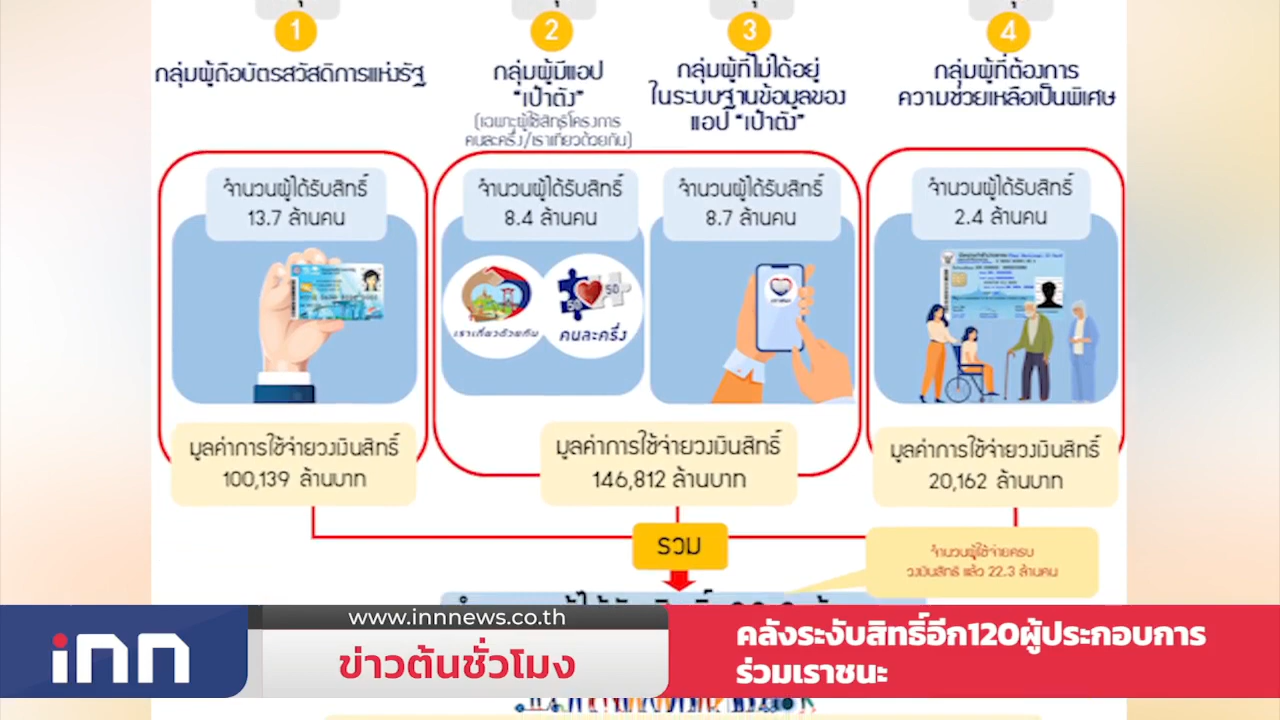 1
2
3
4
กลุ่มผู้ถือบัตรสวัสดิการแห่งรัฐ
กลุ่มผู้มีแอป
“เป๋าตัง”
(เฉพาะผู้ใช้สิทธิโครงการ
คนละครึ่ง/เราเที่ยวด้วยกัน)
กลุ่มผู้ที่ไม่ได้อยู่
ในระบบฐานข้อมูลของ
แอป “เป๋าตัง”
กลุ่มผู้ที่ต้องการ
ความช่วยเหลือเป็นพิเศษ
จำนวนผู้ได้รับสิทธิ์
13.7 ล้านคน
จำนวนผู้ได้รับสิทธิ์
8.4 ล้านคน
จำนวนผู้ได้รับสิทธิ์
8.7 ล้านคน
จำนวนผู้ได้รับสิทธิ์
2.4 ล้านคน
เราเที่ยวด้วยกัน
50
50
คนละครึ่ง
มูลค่าการใช้จ่ายวงเงินสิทธิ์
100,139 ล้านบาท
มูลค่าการใช้จ่ายวงเงินสิทธิ์
146,812 ล้านบาท
มูลค่าการใช้จ่ายวงเงินสิทธิ์
20,162 ล้านบาท
รวม
จำนวนผู้ใช้จ่ายครบ
วงเงินสิทธิ์ แล้ว 22.3 ล้านคน
inn
www.innnews.co.th
ข่าวต้นชั่วโมง
คลังระงับสิทธิ์อีก120ผู้ประกอบการ
ร่วมเราชนะ